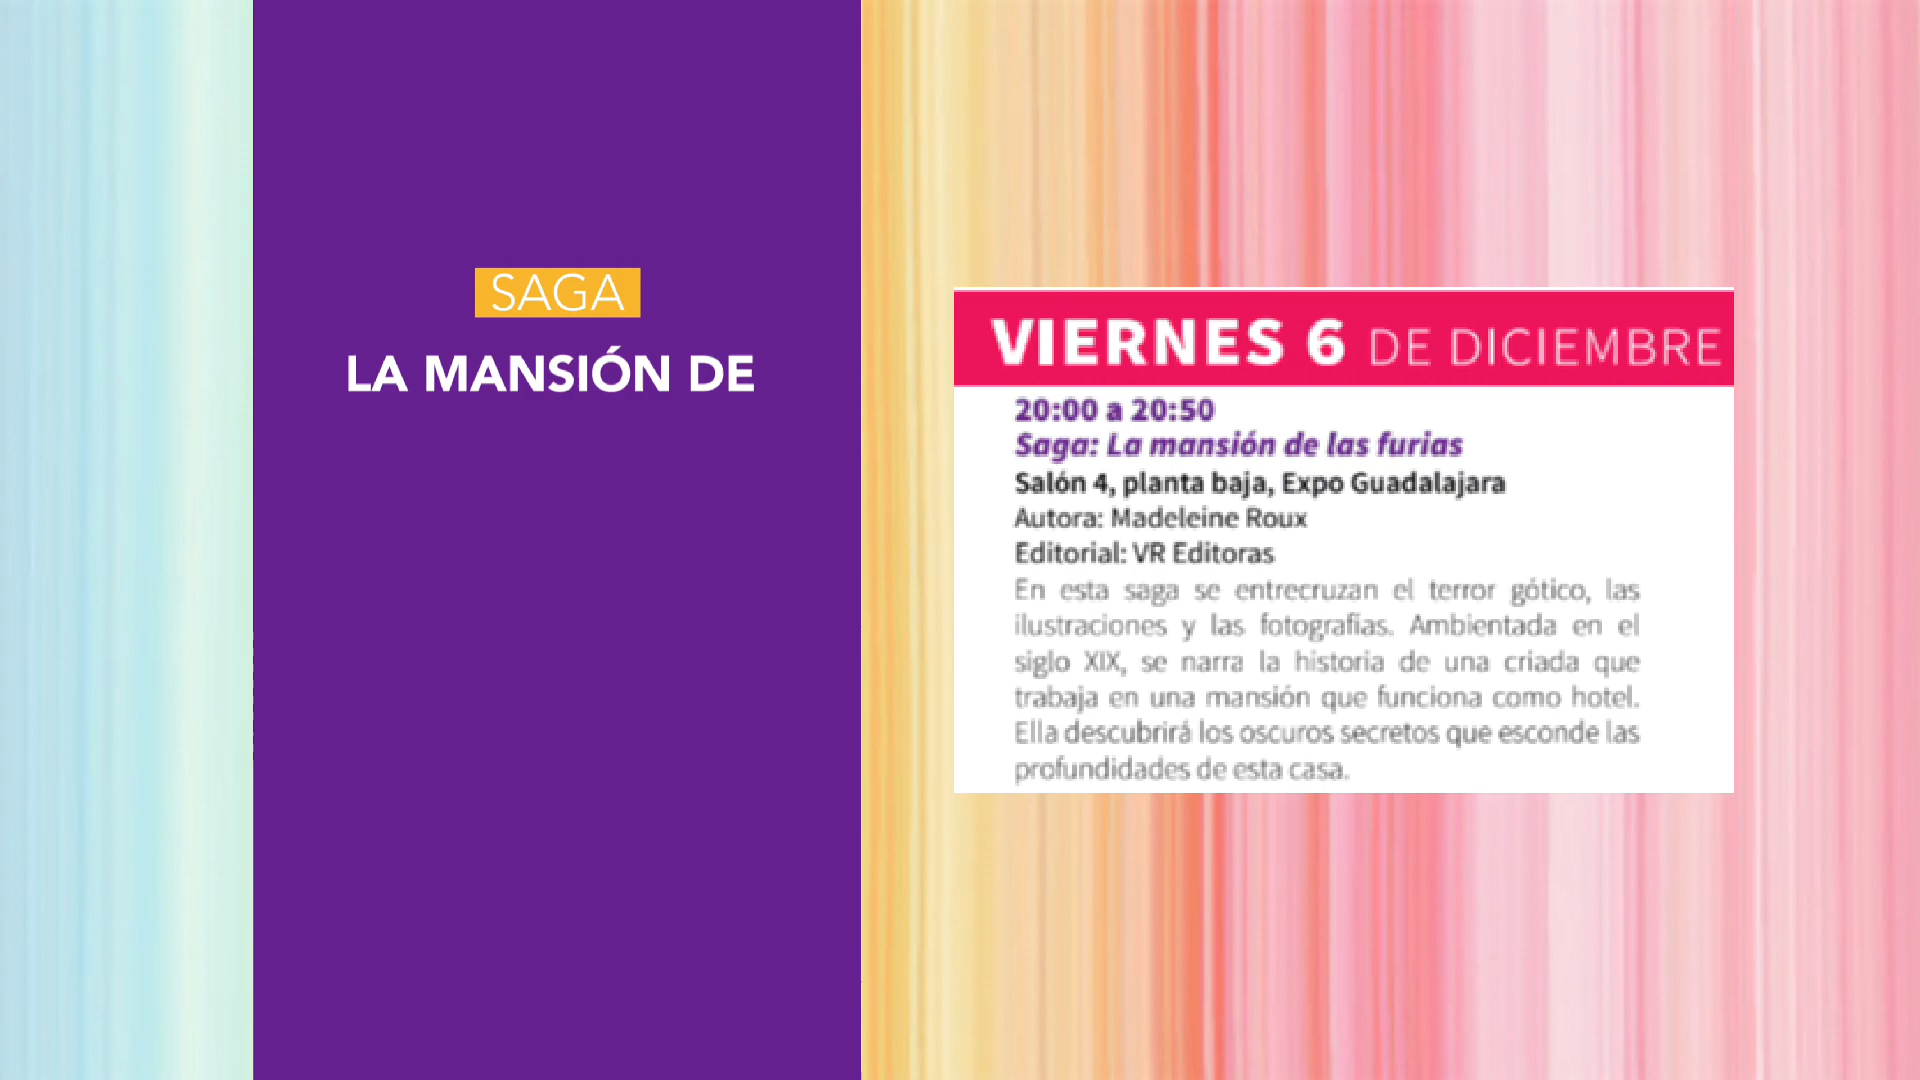 SAGA
LA MANSIÓN DE
VIERNES 6 DE DICIEMBRE
20:00 a 20:50
Saga: La mansión de las furias
Salón 4, planta baja, Expo Guadalajara
Autora: Madeleine Roux
Editorial: VR Editoras
En esta saga se entrecruzan el terror gótico, las
ilustraciones y las fotografías. Ambientada en el
siglo XIX, se narra la historia de una criada que
trabaja en una mansión que funciona como hotel.
Ella descubrirá los oscuros secretos que esconde las
profundidades de esta casa.